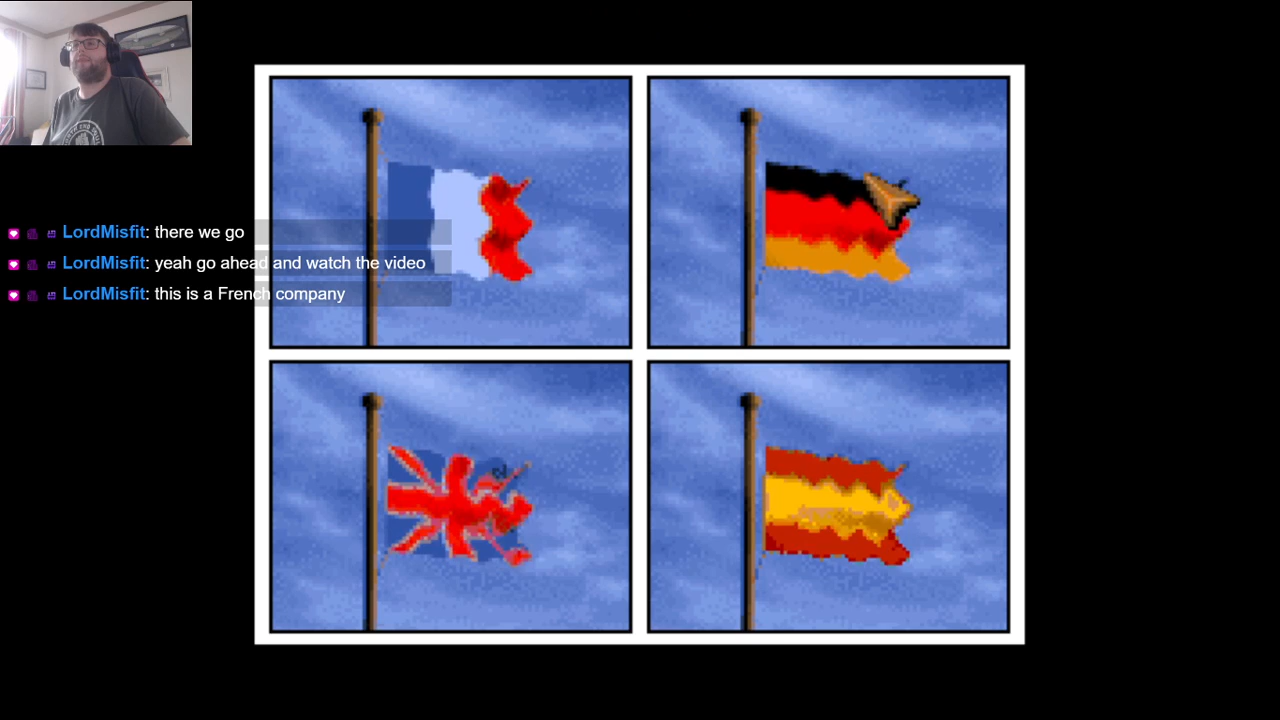 LordMisfit: there we go
LordMisfit: yeah go ahead and watch the video
LordMisfit: this is a French company